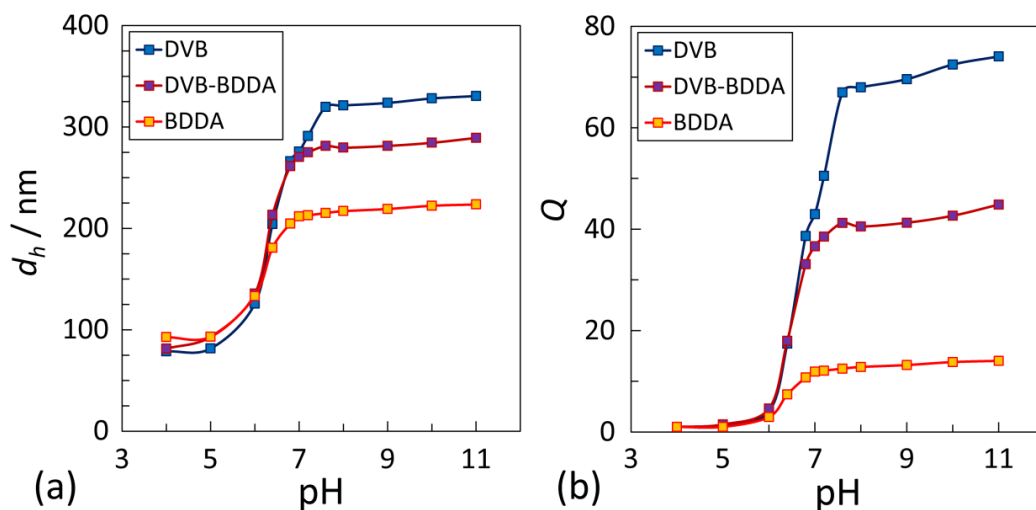 400
300
200
100
0
d_h / nm
DVB
DVB-BDDA
BDDA
3 5 7 9 11
pH
(a)
80
60
40
20
0
Q
DVB
DVB-BDDA
BDDA
3 5 7 9 11
pH
(b)